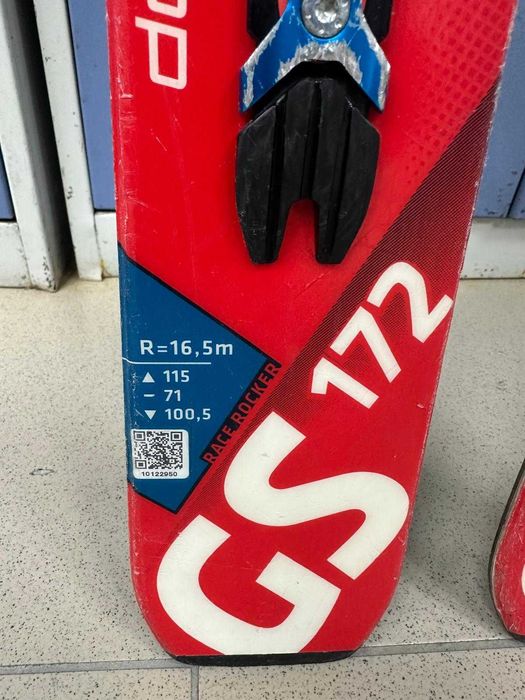 R=16,5m
▲ 115
– 71
▼ 100,5
10122950
RACE ROCKER
172
GS